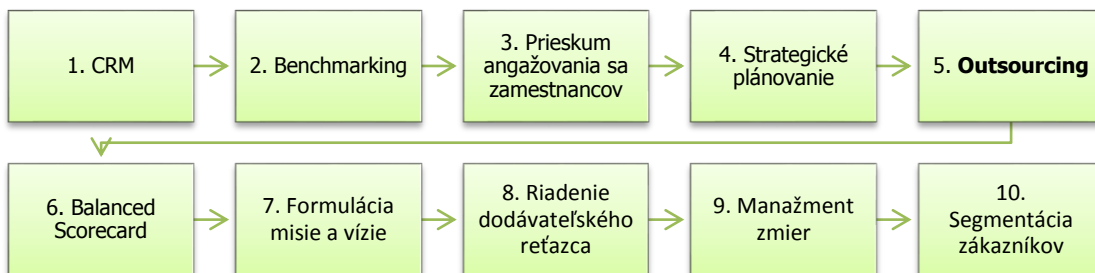 1. CRM
2. Benchmarking
3. Prieskum
angažovania sa
zamestnancov
4. Strategické
plánovanie
5. Outsourcing
6. Balanced
Scorecard
7. Formulácia
misie a vízie
8. Riadenie
dodávateľského
reťazca
9. Manažment
zmier
10.
Segmentácia
zákazníkov